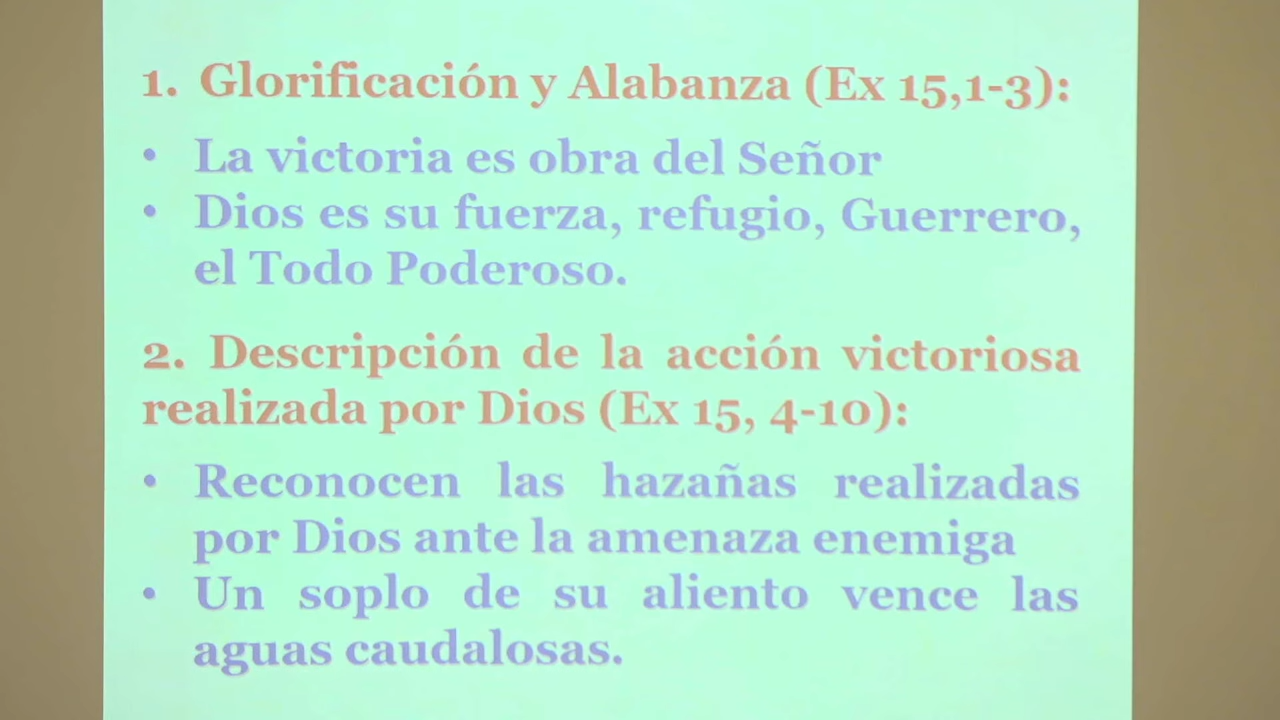 1. Glorificación y Alabanza (Ex 15,1-3):
• La victoria es obra del Señor
• Dios es su fuerza, refugio, Guerrero,
el Todo Poderoso.
2. Descripción de la acción victoriosa
realizada por Dios (Ex 15, 4-10):
• Reconocen las hazañas realizadas
por Dios ante la amenaza enemiga
• Un soplo de su aliento vence las
aguas caudalosas.